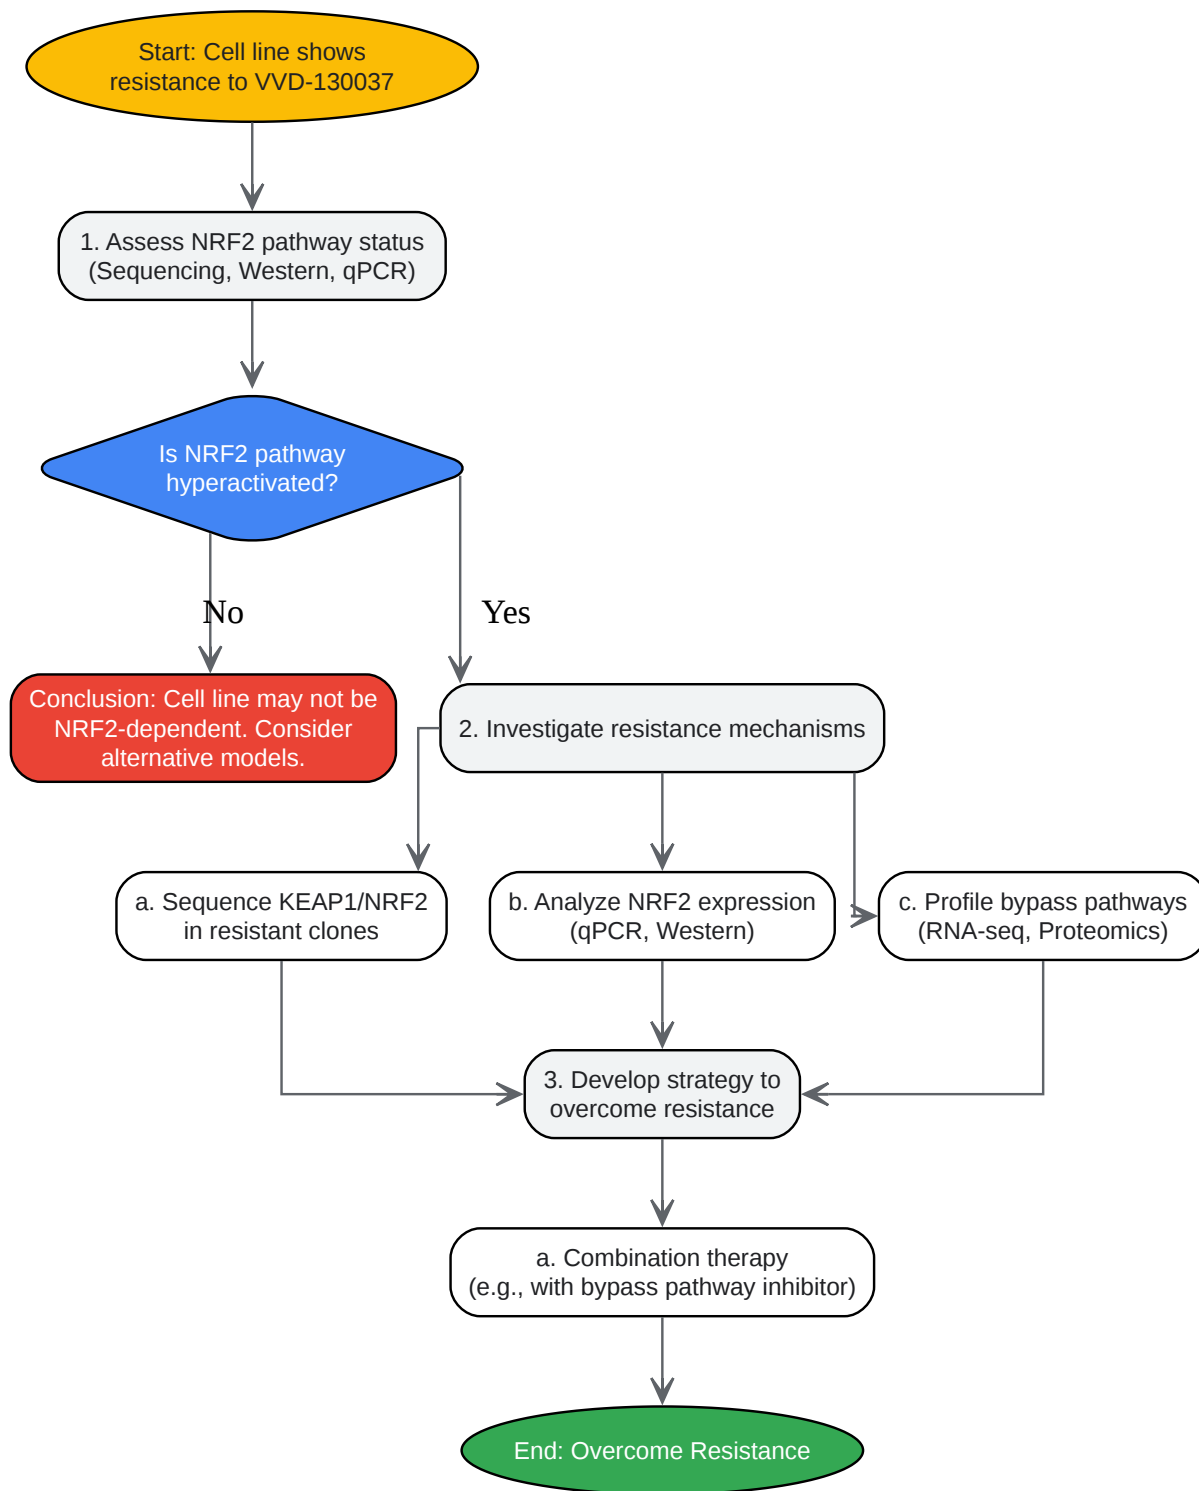 Start: Cell line shows
resistance to VVD-130037
1. Assess NRF2 pathway status
(Sequencing, Western, qPCR)
Is NRF2 pathway
hyperactivated?
No
Yes
Conclusion: Cell line may not be
NRF2-dependent. Consider
alternative models.
2. Investigate resistance mechanisms
a. Sequence KEAP1/NRF2
in resistant clones
b. Analyze NRF2 expression
(qPCR, Western)
c. Profile bypass pathways
(RNA-seq, Proteomics)
3. Develop strategy to
overcome resistance
a. Combination therapy
(e.g., with bypass pathway inhibitor)
End: Overcome Resistance